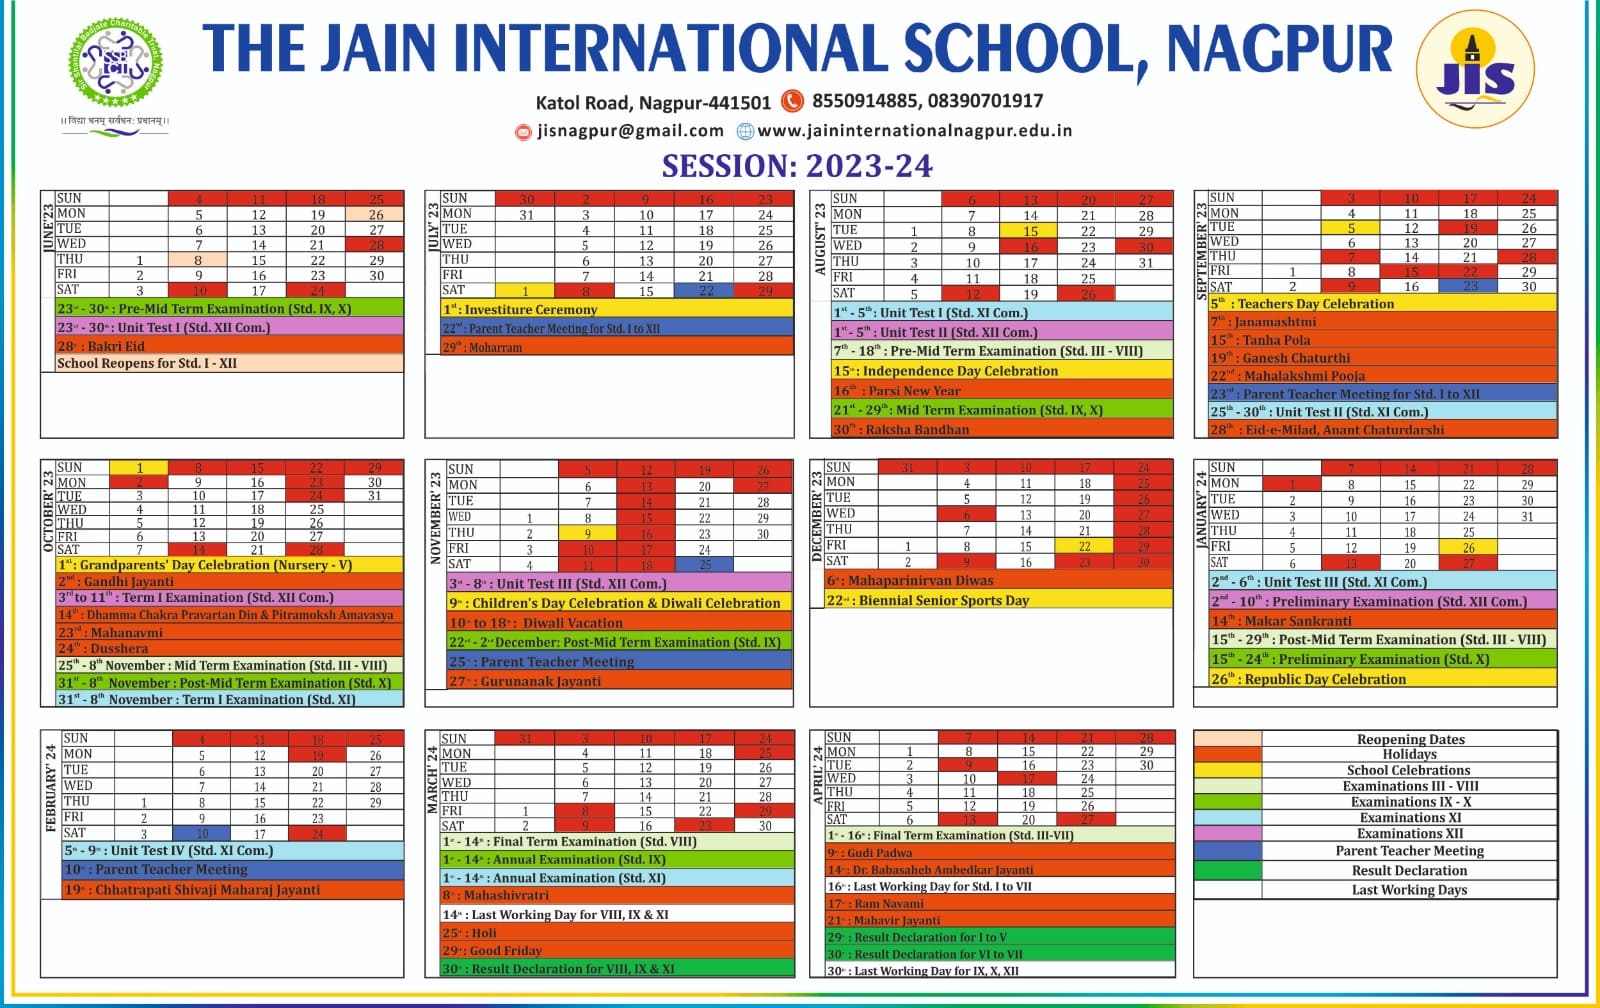 Shri Shantilal Badjate Charitable Trust
SSBCT
।। विद्या धनम् सर्वधन: प्रधानम् ।।
THE JAIN INTERNATIONAL SCHOOL, NAGPUR
JIS
Katol Road, Nagpur-441501 8550914885, 08390701917
jisnagpur@gmail.com www.jaininternationalnagpur.edu.in
SESSION: 2023-24
JUNE'23
SUN 4 11 18 25
MON 5 12 19 26
TUE 6 13 20 27
WED 7 14 21 28
THU 1 8 15 22 29
FRI 2 9 16 23 30
SAT 3 10 17 24
23rd - 30th : Pre-Mid Term Examination (Std. IX, X)
23rd - 30th : Unit Test I (Std. XII Com.)
28th : Bakri Eid
School Reopens for Std. I - XII
JULY' 23
SUN 30 2 9 16 23
MON 31 3 10 17 24
TUE 4 11 18 25
WED 5 12 19 26
THU 6 13 20 27
FRI 7 14 21 28
SAT 1 8 15 22 29
1st : Investiture Ceremony
22nd : Parent Teacher Meeting for Std. I to XII
29th : Moharram
AUGUST' 23
SUN 6 13 20 27
MON 7 14 21 28
TUE 1 8 15 22 29
WED 2 9 16 23 30
THU 3 10 17 24 31
FRI 4 11 18 25
SAT 5 12 19 26
1st - 5th : Unit Test I (Std. XI Com.)
1st - 5th : Unit Test II (Std. XII Com.)
7th - 18th : Pre-Mid Term Examination (Std. III - VIII)
15th : Independence Day Celebration
16th : Parsi New Year
21st - 29th : Mid Term Examination (Std. IX, X)
30th : Raksha Bandhan
SEPTEMBER' 23
SUN 3 10 17 24
MON 4 11 18 25
TUE 5 12 19 26
WED 6 13 20 27
THU 7 14 21 28
FRI 1 8 15 22 29
SAT 2 9 16 23 30
5th : Teachers Day Celebration
7th : Janamashtmi
15th : Tanha Pola
19th : Ganesh Chaturthi
22nd : Mahalakshmi Pooja
23rd : Parent Teacher Meeting for Std. I to XII
25th - 30th : Unit Test II (Std. XI Com.)
28th : Eid-e-Milad, Anant Chaturdarshi
OCTOBER' 23
SUN 1 8 15 22 29
MON 2 9 16 23 30
TUE 3 10 17 24 31
WED 4 11 18 25
THU 5 12 19 26
FRI 6 13 20 27
SAT 7 14 21 28
1st : Grandparents' Day Celebration (Nursery - V)
2nd : Gandhi Jayanti
3rd to 11th : Term I Examination (Std. XII Com.)
14th : Dhamma Chakra Pravartan Din & Pitramoksh Amavasya
23rd : Mahanavmi
24th : Dusshera
25th - 8th November : Mid Term Examination (Std. III - VIII)
31st - 8th November : Post-Mid Term Examination (Std. X)
31st - 8th November : Term I Examination (Std. XI)
NOVEMBER' 23
SUN 5 12 19 26
MON 6 13 20 27
TUE 7 14 21 28
WED 1 8 15 22 29
THU 2 9 16 23 30
FRI 3 10 17 24
SAT 4 11 18 25
3rd - 8th : Unit Test III (Std. XII Com.)
9th : Children's Day Celebration & Diwali Celebration
10th to 18th : Diwali Vacation
22nd - 2nd December: Post-Mid Term Examination (Std. IX)
25th : Parent Teacher Meeting
27th : Gurunanak Jayanti
DECEMBER' 23
SUN 31 3 10 17 24
MON 4 11 18 25
TUE 5 12 19 26
WED 6 13 20 27
THU 7 14 21 28
FRI 1 8 15 22 29
SAT 2 9 16 23 30
6th : Mahaparinirvan Diwas
22nd : Biennial Senior Sports Day
JANUARY' 24
SUN 7 14 21 28
MON 1 8 15 22 29
TUE 2 9 16 23 30
WED 3 10 17 24 31
THU 4 11 18 25
FRI 5 12 19 26
SAT 6 13 20 27
2nd - 6th : Unit Test III (Std. XI Com.)
2nd - 10th : Preliminary Examination (Std. XII Com.)
14th : Makar Sankranti
15th - 29th : Post-Mid Term Examination (Std. III - VIII)
15th - 24th : Preliminary Examination (Std. X)
26th : Republic Day Celebration
FEBRUARY' 24
SUN 4 11 18 25
MON 5 12 19 26
TUE 6 13 20 27
WED 7 14 21 28
THU 1 8 15 22 29
FRI 2 9 16 23
SAT 3 10 17 24
5th - 9th : Unit Test IV (Std. XI Com.)
10th : Parent Teacher Meeting
19th : Chhatrapati Shivaji Maharaj Jayanti
MARCH' 24
SUN 31 3 10 17 24
MON 4 11 18 25
TUE 5 12 19 26
WED 6 13 20 27
THU 7 14 21 28
FRI 1 8 15 22 29
SAT 2 9 16 23 30
1st - 14th : Final Term Examination (Std. VIII)
1st - 14th : Annual Examination (Std. IX)
1st - 14th : Annual Examination (Std. XI)
8th : Mahashivratri
14th : Last Working Day for VIII, IX & XI
25th : Holi
29th : Good Friday
30th : Result Declaration for VIII, IX & XI
APRIL' 24
SUN 7 14 21 28
MON 1 8 15 22 29
TUE 2 9 16 23 30
WED 3 10 17 24
THU 4 11 18 25
FRI 5 12 19 26
SAT 6 13 20 27
1st - 16th : Final Term Examination (Std. III-VII)
9th : Gudi Padwa
14th : Dr. Babasaheb Ambedkar Jayanti
16th : Last Working Day for Std. I to VII
17th : Ram Navami
21st : Mahavir Jayanti
29th : Result Declaration for I to V
30th : Result Declaration for VI to VII
30th : Last Working Day for IX, X, XII
Reopening Dates
Holidays
School Celebrations
Examinations III - VIII
Examinations IX - X
Examinations XI
Examinations XII
Parent Teacher Meeting
Result Declaration
Last Working Days